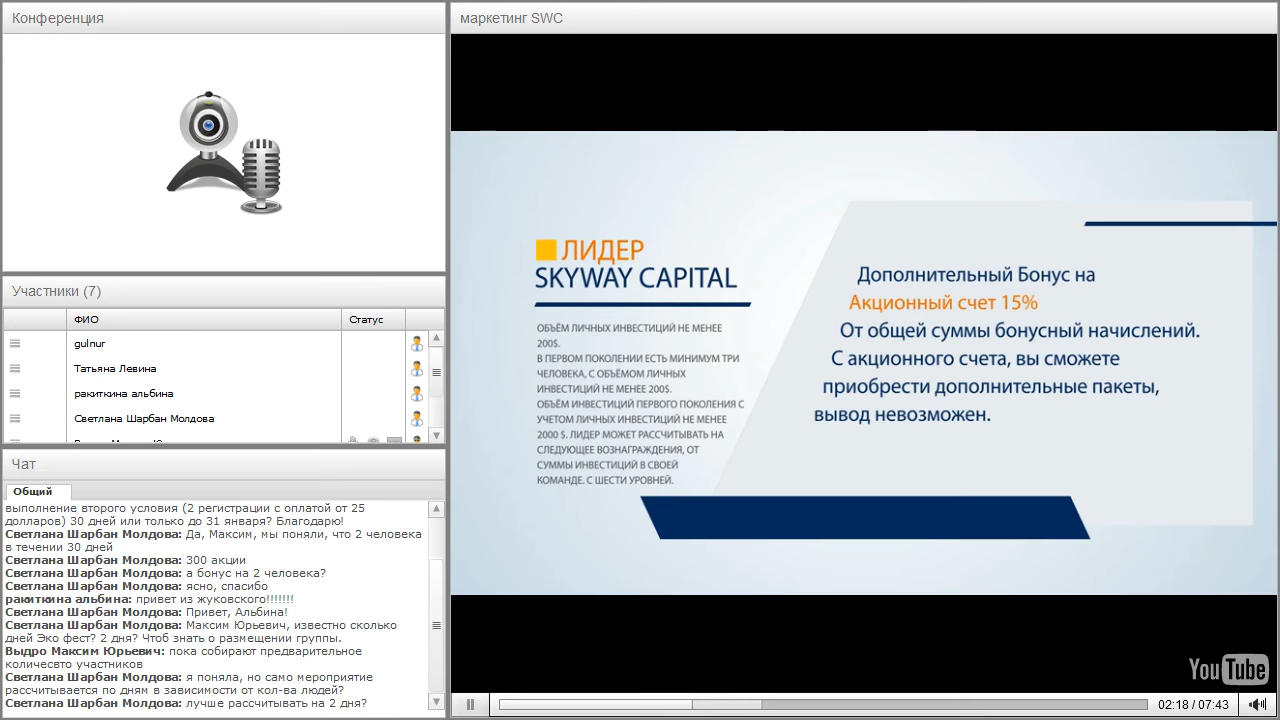 Конференция
Участники (7)
ФИО Статус
gulnur
Татьяна Левина
ракиткина альбина
Светлана Шарбан Молдова
Чат
Общий
выполнение второго условия (2 регистрации с оплатой от 25
долларов) 30 дней или только до 31 января? Благодарю!
Светлана Шарбан Молдова: Да, Максим, мы поняли, что 2 человека
в течении 30 дней
Светлана Шарбан Молдова: 300 акции
Светлана Шарбан Молдова: а бонус на 2 человека?
Светлана Шарбан Молдова: ясно, спасибо
ракиткина альбина: привет из жуковского!!!!!!!
Светлана Шарбан Молдова: Привет, Альбина!
Светлана Шарбан Молдова: Максим Юрьевич, известно сколько
дней Эко фест? 2 дня? Чтоб знать о размещении группы.
Выдро Максим Юрьевич: пока собирают предварительное
количесвто участников
Светлана Шарбан Молдова: я поняла, но само мероприятие
рассчитывается по дням в зависимости от кол-ва людей?
Светлана Шарбан Молдова: лучше рассчитывать на 2 дня?
маркетинг SWC
ЛИДЕР
SKYWAY CAPITAL
ОБЪЁМ ЛИЧНЫХ ИНВЕСТИЦИЙ НЕ МЕНЕЕ
200$.
В ПЕРВОМ ПОКОЛЕНИИ ЕСТЬ МИНИМУМ ТРИ
ЧЕЛОВЕКА, С ОБЪЁМОМ ЛИЧНЫХ
ИНВЕСТИЦИЙ НЕ МЕНЕЕ 200$.
ОБЪЁМ ИНВЕСТИЦИЙ ПЕРВОГО ПОКОЛЕНИЯ С
УЧЕТОМ ЛИЧНЫХ ИНВЕСТИЦИЙ НЕ МЕНЕЕ
2000 $. ЛИДЕР МОЖЕТ РАССЧИТЫВАТЬ НА
СЛЕДУЮЩЕЕ ВОЗНАГРАЖДЕНИЯ, ОТ
СУММЫ ИНВЕСТИЦИЙ В СВОЕЙ
КОМАНДЕ. С ШЕСТИ УРОВНЕЙ.
Дополнительный Бонус на
Акционный счет 15%
От общей суммы бонусный начислений.
С акционного счета, вы сможете
приобрести дополнительные пакеты,
вывод невозможен.
YouTube
02:18 / 07:43